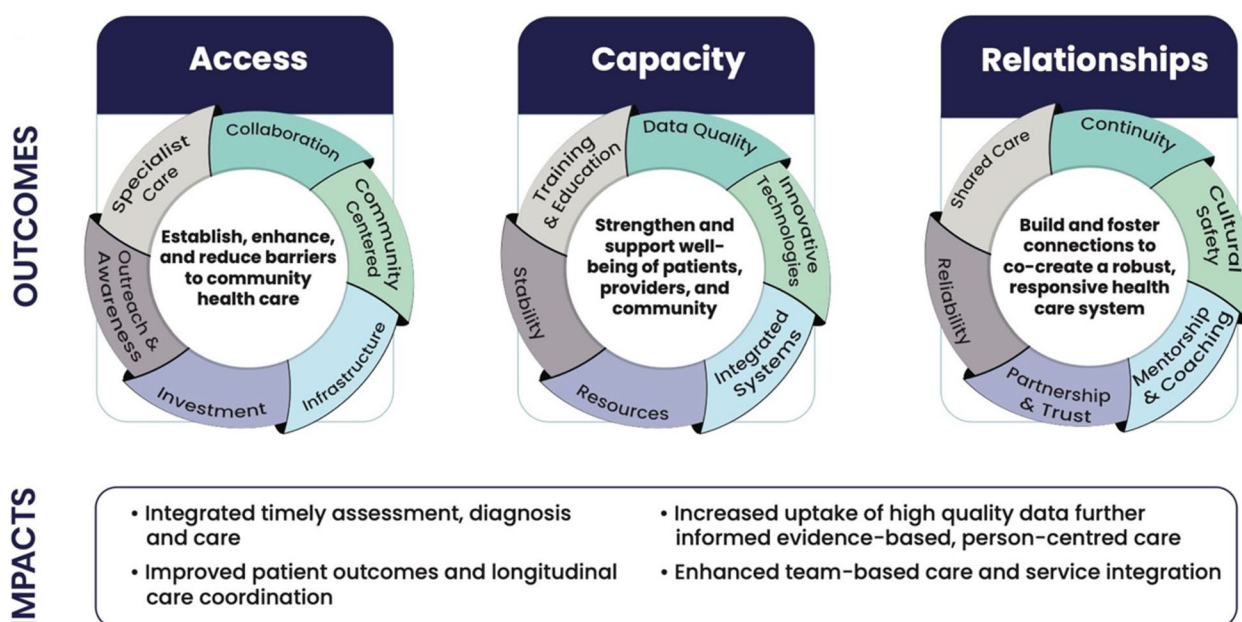 OUTCOMES
Access
Collaboration
Community
Centered
Infrastructure
Investment
Outreach &
Awareness
Specialist
Care
Establish, enhance,
and reduce barriers
to community
health care
Capacity
Data Quality
Innovative
Technologies
Integrated
Systems
Resources
Stability
Training
& Education
Strengthen and
support well-
being of patients,
providers, and
community
Relationships
Continuity
Cultural
Safety
Mentorship
& Coaching
Partnership
& Trust
Reliability
Shared Care
Build and foster
connections to
co-create a robust,
responsive health
care system
MPACTS
• Integrated timely assessment, diagnosis
and care
• Improved patient outcomes and longitudinal
care coordination
• Increased uptake of high quality data further
informed evidence-based, person-centred care
• Enhanced team-based care and service integration